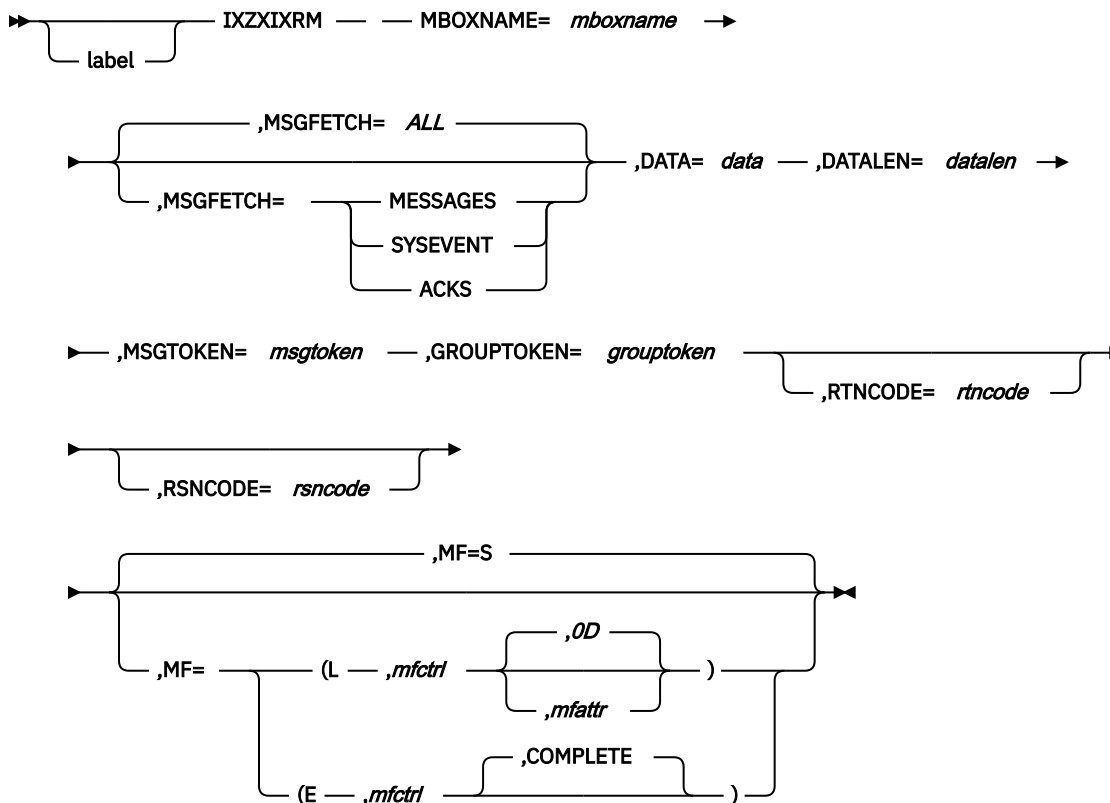 IXZXIXRM MBOXNAME= mboxname
label
,MSGFETCH= ALL
,DATA= data ,DATALEN= datalen
,MSGFETCH= MESSAGES
SYSEVENT
ACKS
,MSGTOKEN= msgtoken ,GROUPTOKEN= grouptoken
,RTNCODE= rtncode
,RSNCODE= rsncode
,MF=S
,0D
,MF= (L ,mfctrl )
,mfattr
,COMPLETE
(E ,mfctrl )